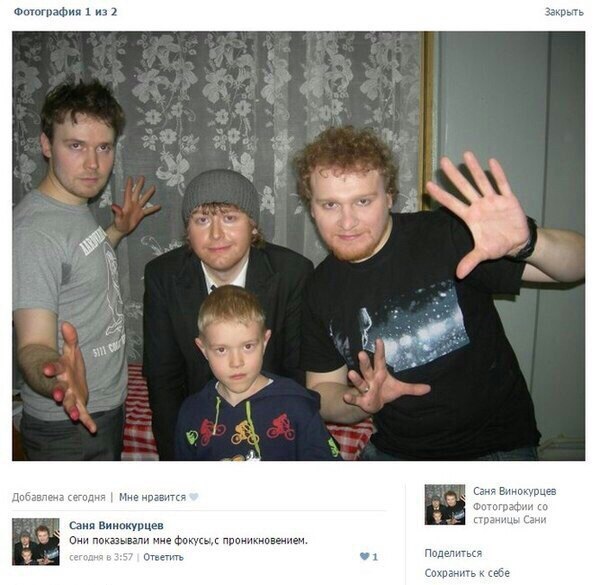 Фотография 1 из 2
Закрыть
Добавлена сегодня | Мне нравится
Саня Винокурцев
Они показывали мне фокусы,с проникновением.
сегодня в 3:57 | Ответить
1
Саня Винокурцев
Фотографии со
страницы Сани
Поделиться
Сохранить к себе